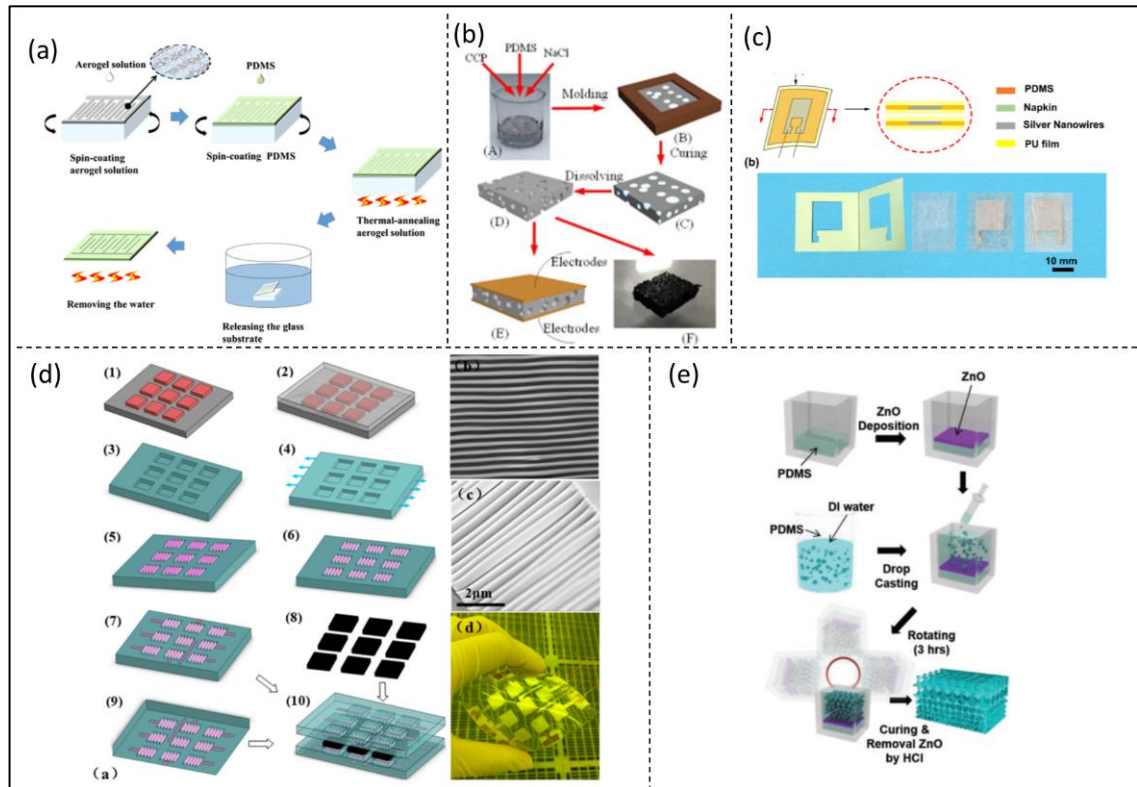 (a)
Aerogel solution
PDMS
Spin-coating
aerogel solution
Spin-coating PDMS
Thermal-annealing
aerogel solution
Removing the water
Releasing the glass
substrate
(b)
CCP
PDMS
NaCl
Molding
(A)
(B)
Curing
Dissolving
(D)
(C)
Electrodes
Electrodes
(E)
(F)
(c)
PDMS
Napkin
Silver Nanowires
PU film
(b)
10 mm
(d)
(1)
(2)
(3)
(4)
(5)
(6)
(7)
(8)
(9)
(10)
(a)
(b)
(c)
2μm
(d)
(e)
ZnO
ZnO
Deposition
PDMS
DI water
PDMS
Drop
Casting
Rotating
(3 hrs)
Curing &
Removal ZnO
by HCl